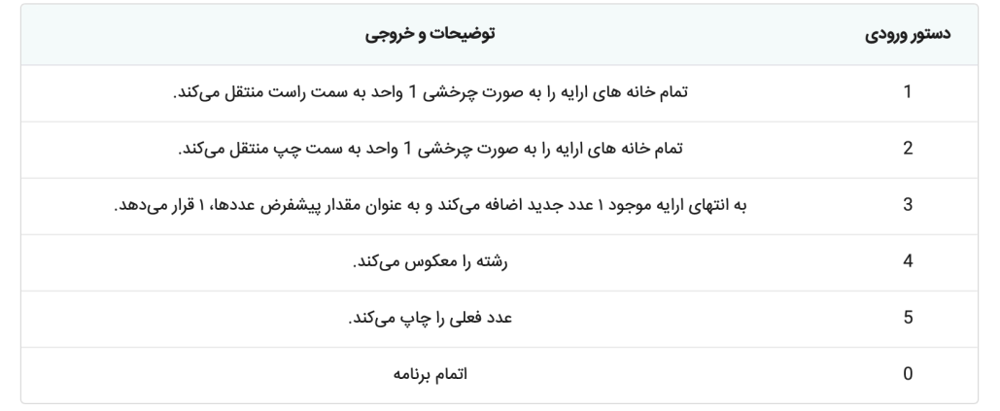 دستور ورودی توضیحات و خروجی
1 تمام خانه های ارایه را به صورت چرخشی 1 واحد به سمت راست منتقل می‌کند.
2 تمام خانه های ارایه را به صورت چرخشی 1 واحد به سمت چپ منتقل می‌کند.
3 به انتهای ارایه موجود ۱ عدد جدید اضافه می‌کند و به عنوان مقدار پیشفرض عددها، ۱ قرار می‌دهد.
4 رشته را معکوس می‌کند.
5 عدد فعلی را چاپ می‌کند.
0 اتمام برنامه